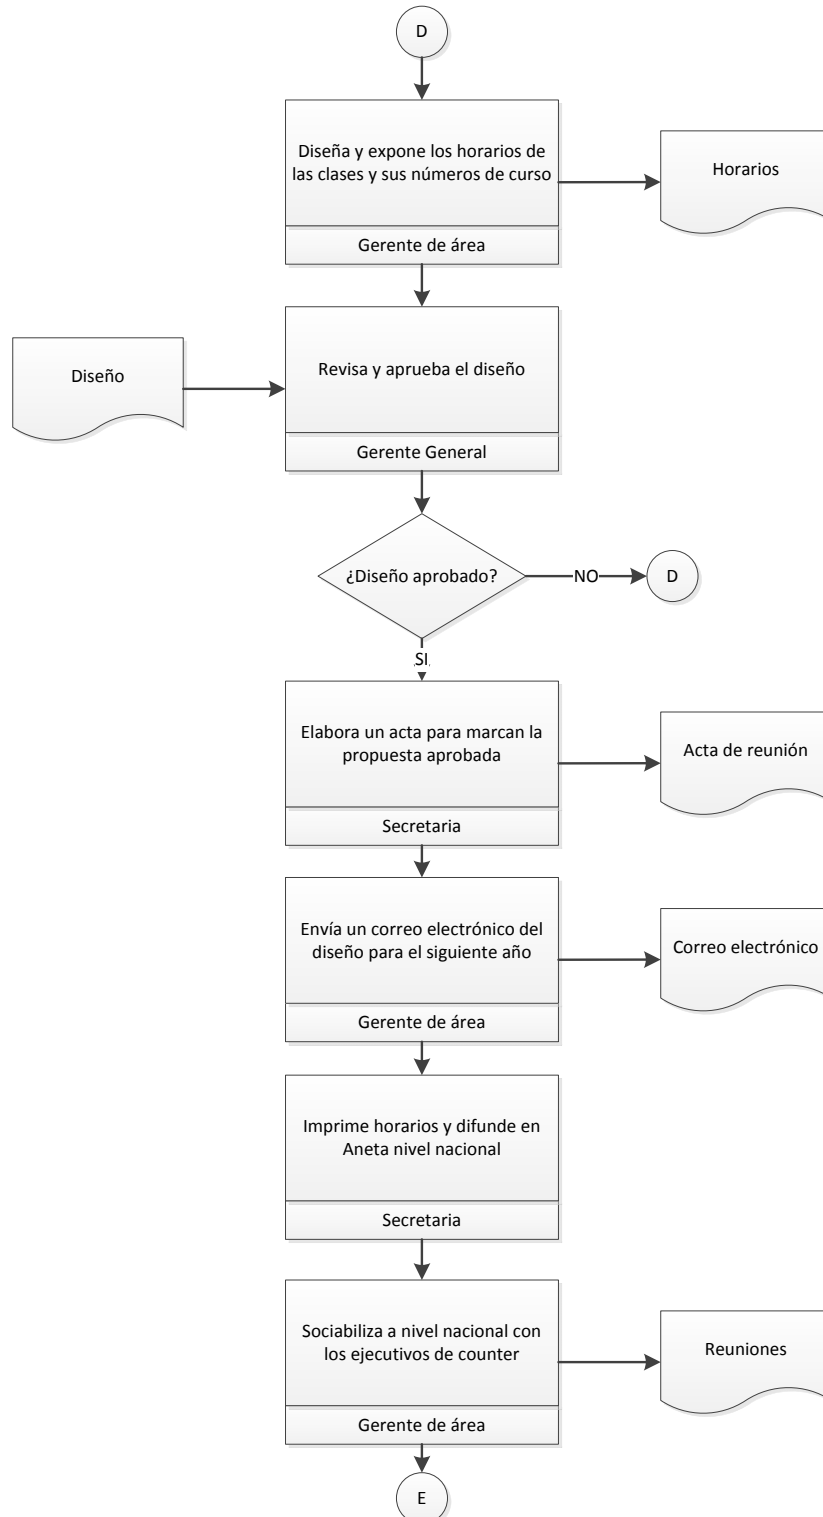 D
Diseña y expone los horarios de
las clases y sus números de curso
Gerente de área
Horarios
Diseño
Revisa y aprueba el diseño
Gerente General
¿Diseño aprobado?
NO
D
SI
Elabora un acta para marcan la
propuesta aprobada
Secretaria
Acta de reunión
Envía un correo electrónico del
diseño para el siguiente año
Gerente de área
Correo electrónico
Imprime horarios y difunde en
Aneta nivel nacional
Secretaria
Sociabiliza a nivel nacional con
los ejecutivos de counter
Gerente de área
Reuniones
E